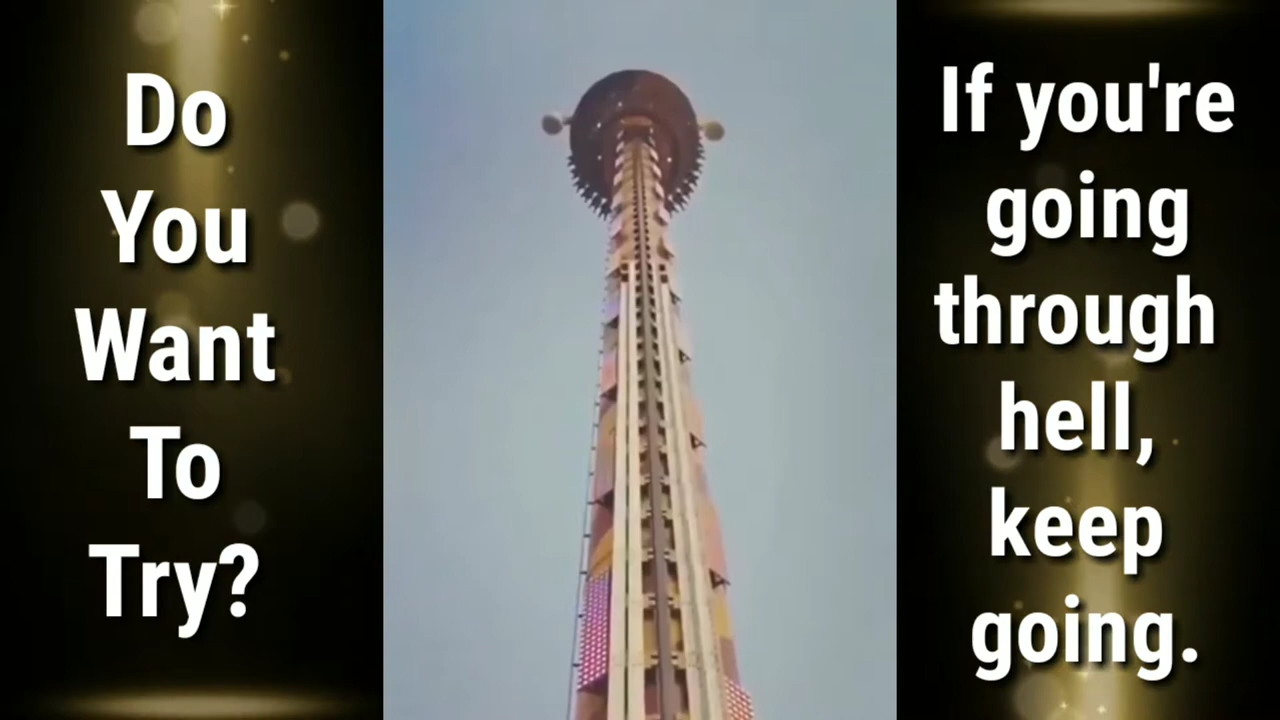 Do
You
Want
To
Try?
If you're
going
through
hell,
keep
going.